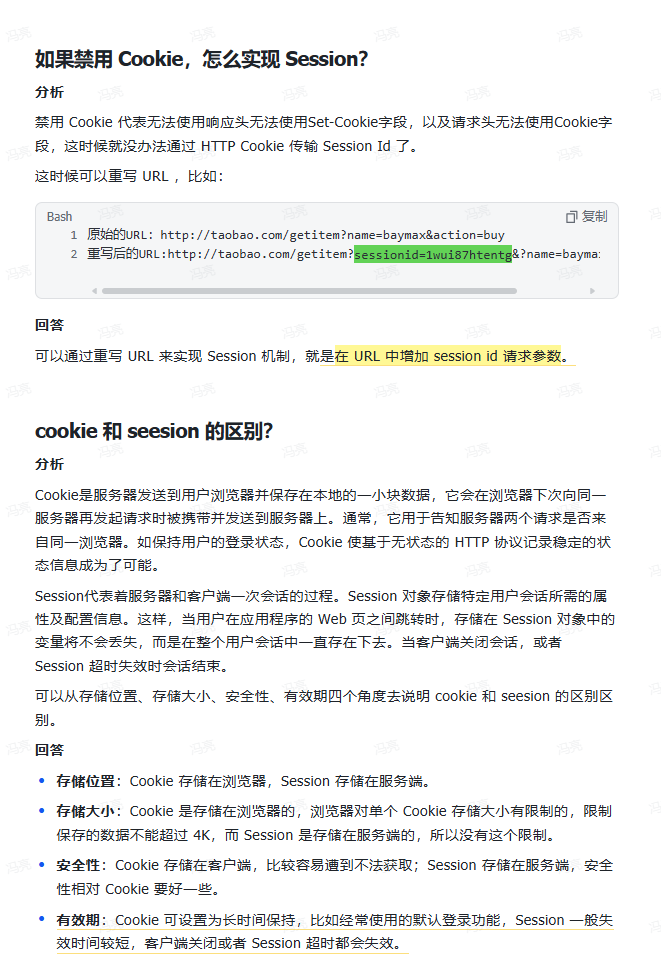 如果禁用 Cookie，怎么实现 Session？
分析
禁用 Cookie 代表无法使用响应头无法使用Set-Cookie字段，以及请求头无法使用Cookie字
段，这时候就没办法通过 HTTP Cookie 传输 Session Id 了。
这时候可以重写 URL ，比如：
Bash 复制
1 原始的URL: http://taobao.com/getitem?name=baymax&action=buy
2 重写后的URL:http://taobao.com/getitem?sessionid=1wui87htentg&?name=baymax
回答
可以通过重写 URL 来实现 Session 机制，就是在 URL 中增加 session id 请求参数。
cookie 和 seesion 的区别？
分析
Cookie是服务器发送到用户浏览器并保存在本地的一小块数据，它会在浏览器下次向同一
服务器再发起请求时被携带并发送到服务器上。通常，它用于告知服务器两个请求是否来
自同一浏览器。如保持用户的登录状态，Cookie 使基于无状态的 HTTP 协议记录稳定的状
态信息成为了可能。
Session代表着服务器和客户端一次会话的过程。Session 对象存储特定用户会话所需的属
性及配置信息。这样，当用户在应用程序的 Web 页之间跳转时，存储在 Session 对象中的
变量将不会丢失，而是在整个用户会话中一直存在下去。当客户端关闭会话，或者
Session 超时失效时会话结束。
可以从存储位置、存储大小、安全性、有效期四个角度去说明 cookie 和 seesion 的区别区
别。
回答
• 存储位置：Cookie 存储在浏览器，Session 存储在服务端。
• 存储大小：Cookie 是存储在浏览器的，浏览器对单个 Cookie 存储大小有限制的，限制
保存的数据不能超过 4K，而 Session 是存储在服务端的，所以没有这个限制。
• 安全性：Cookie 存储在客户端，比较容易遭到不法获取；Session 存储在服务端，安全
性相对 Cookie 要好一些。
• 有效期：Cookie 可设置为长时间保持，比如经常使用的默认登录功能，Session 一般失
效时间较短，客户端关闭或者 Session 超时都会失效。